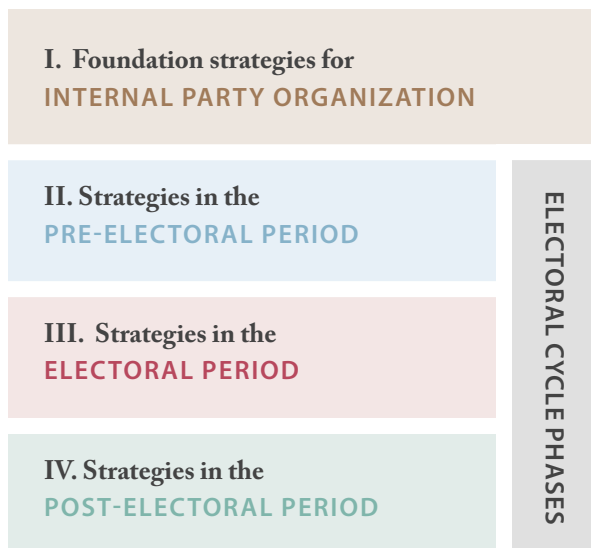 I. Foundation strategies for
INTERNAL PARTY ORGANIZATION
II. Strategies in the
PRE-ELECTORAL PERIOD
III. Strategies in the
ELECTORAL PERIOD
IV. Strategies in the
POST-ELECTORAL PERIOD
ELECTORAL CYCLE PHASES